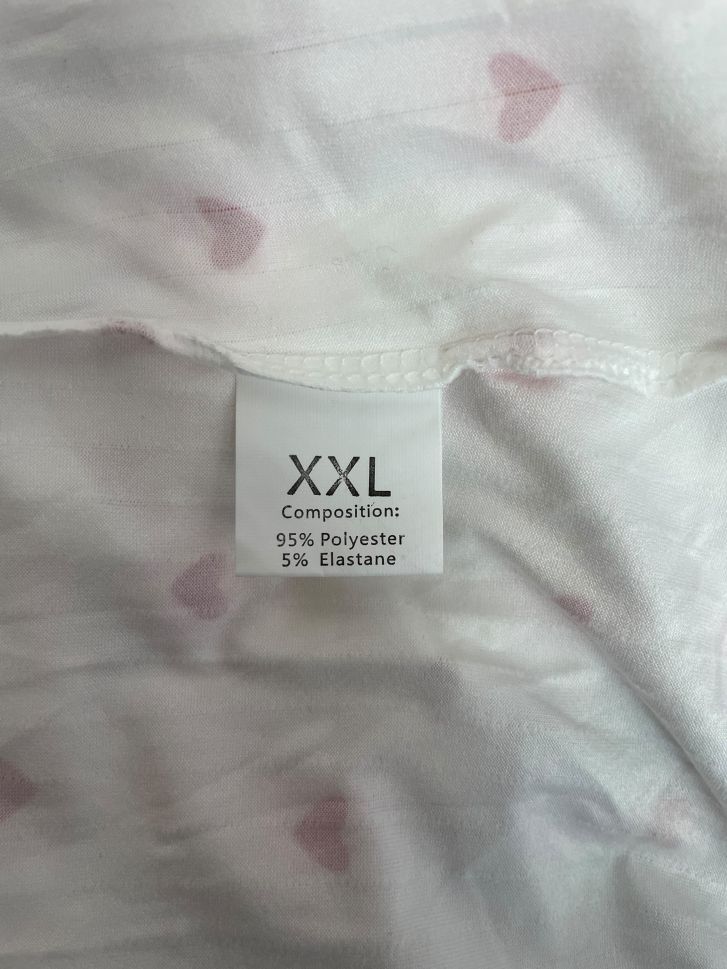 XXL
Composition:
95% Polyester
5% Elastane